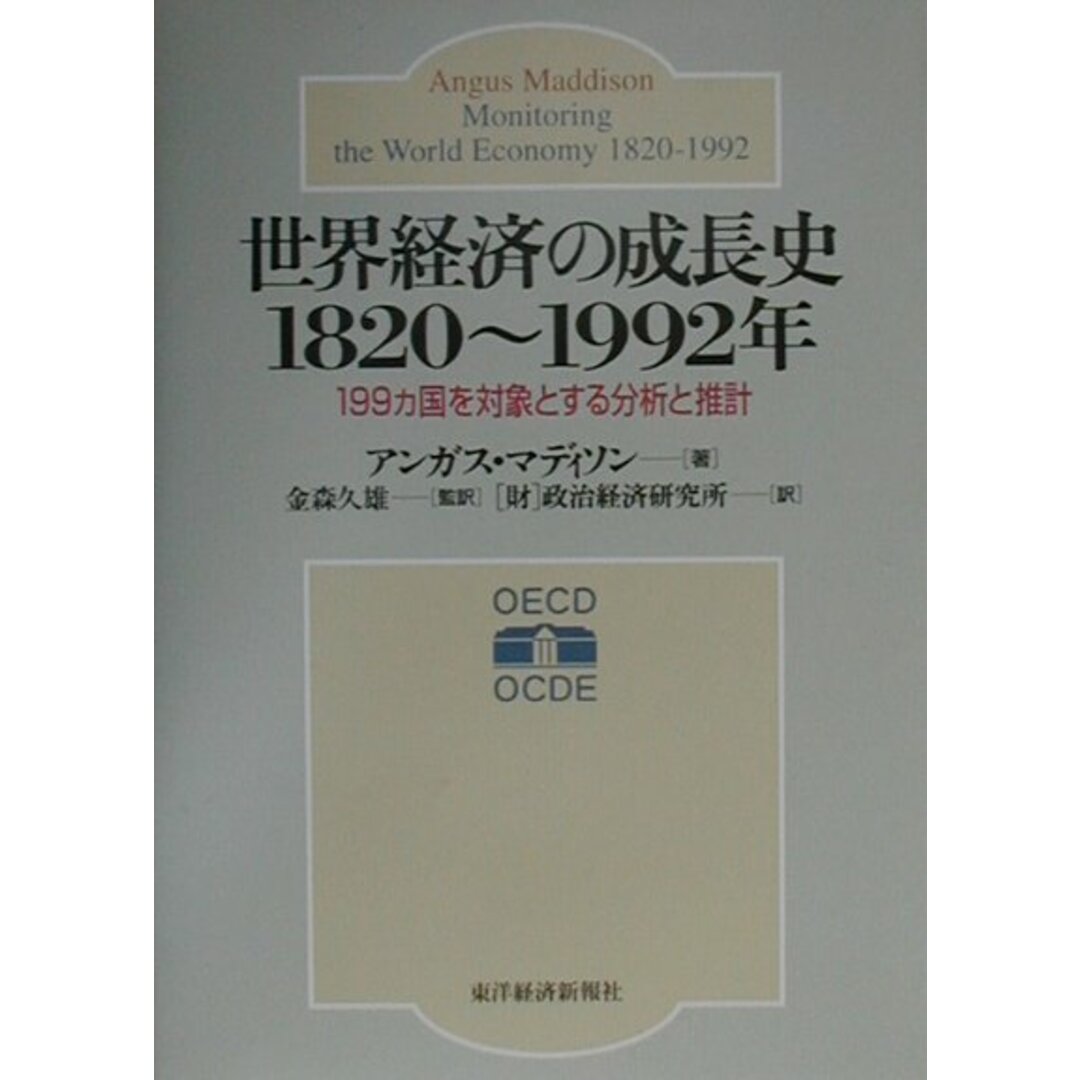 Angus Maddison
Monitoring
the World Economy 1820-1992
世界経済の成長史
1820〜1992年
199ヵ国を対象とする分析と推計
アンガス・マディソン──[著]
金森久雄──[監訳] [財]政治経済研究所──[訳]
OECD
OCDE
東洋経済新報社